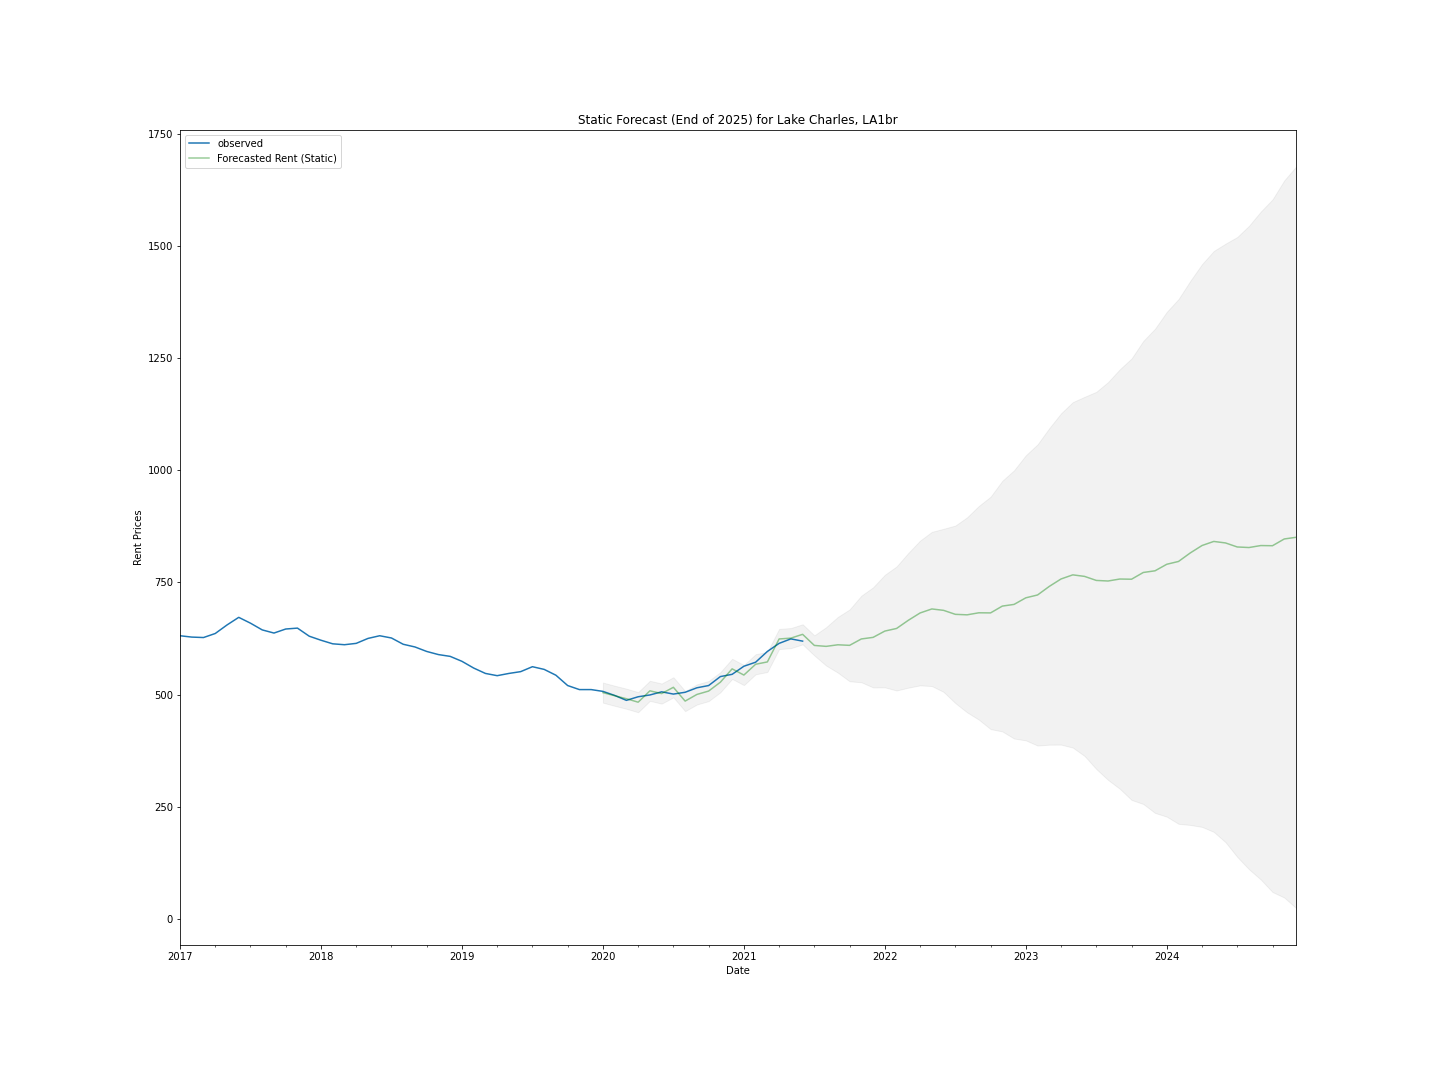 Static Forecast (End of 2025) for Lake Charles, LA1br
1750
observed
Forecasted Rent (Static)
1500
1250
1000
Rent Prices
750
500
250
0
2017 2018 2019 2020 2021 2022 2023 2024
Date